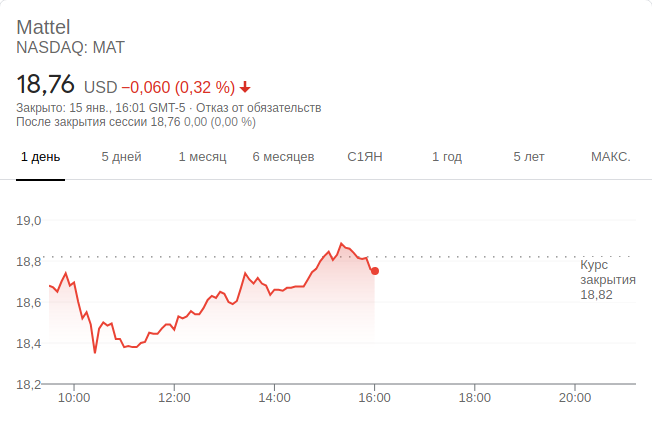 Mattel
NASDAQ: MAT
18,76 USD −0,060 (0,32 %)
Закрыто: 15 янв., 16:01 GMT-5 · Отказ от обязательств
После закрытия сессии 18,76 0,00 (0,00 %)
1 день 5 дней 1 месяц 6 месяцев С1ЯН 1 год 5 лет МАКС.
19,0
18,8
Курс
закрытия
18,82
18,6
18,4
18,2
10:00 12:00 14:00 16:00 18:00 20:00